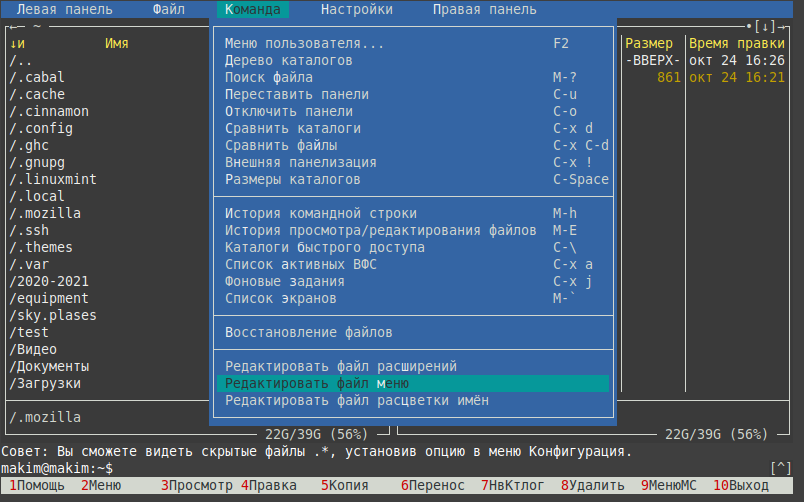 Левая панель Файл Команда Настройки Правая панель
←— ~
•[↓]→
↓и Имя
Размер Время правки
/..
-ВВЕРХ- окт 24 16:26
/.cabal
861 окт 24 16:21
/.cache
/.cinnamon
/.config
/.ghc
/.gnupg
/.linuxmint
/.local
/.mozilla
/.ssh
/.themes
/.var
/2020-2021
/equipment
/sky.plases
/test
/Видео
/Документы
/Загрузки
/.mozilla
22G/39G (56%)
22G/39G (56%)
Меню пользователя... F2
Дерево каталогов
Поиск файла M-?
Переставить панели C-u
Отключить панели C-o
Сравнить каталоги C-x d
Сравнить файлы C-x C-d
Внешняя панелизация C-x !
Размеры каталогов C-Space
История командной строки M-h
История просмотра/редактирования файлов M-E
Каталоги быстрого доступа C-\
Список активных ВФС C-x a
Фоновые задания C-x j
Список экранов M-`
Восстановление файлов
Редактировать файл расширений
Редактировать файл меню
Редактировать файл расцветки имён
Совет: Вы сможете видеть скрытые файлы .*, установив опцию в меню Конфигурация.
makim@makim:~$ [^]
1Помощь 2Меню 3Просмотр 4Правка 5Копия 6Перенос 7НвКтлог 8Удалить 9МенюМС 10Выход